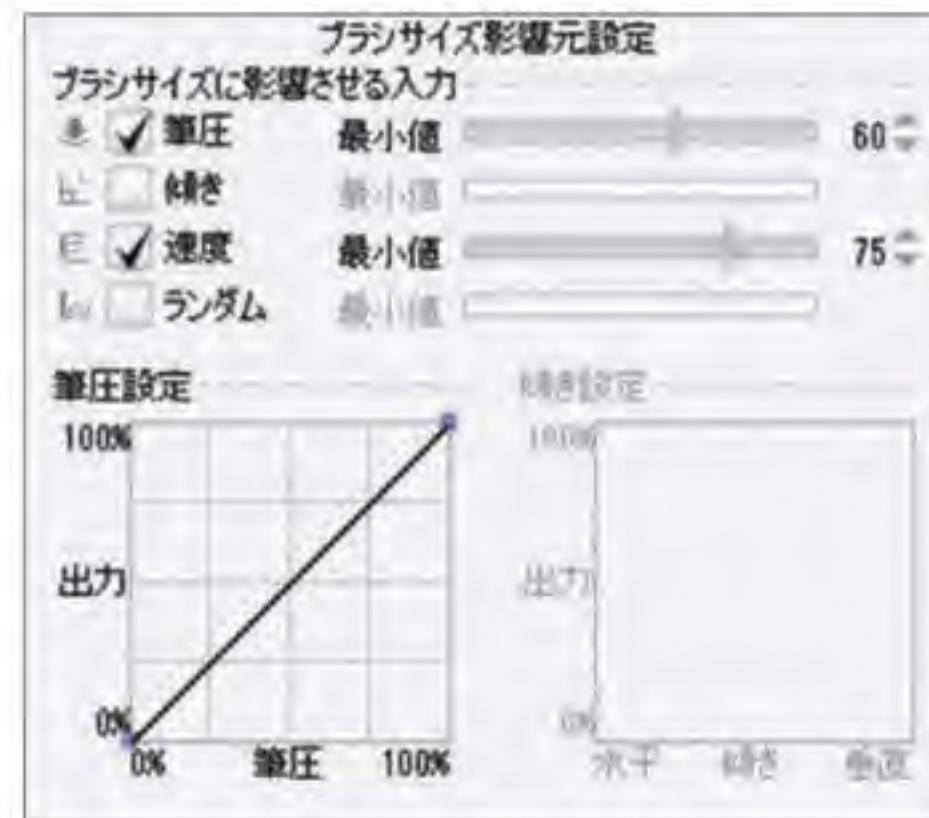 ブラシサイズ影響元設定
ブラシサイズに影響させる入力
筆圧 最小値 60
傾き 最小値
速度 最小値 75
ランダム 最小値
筆圧設定 傾き設定
100% 100%
出力 出力
0% 0%
0% 筆圧 100% 水平 傾き 垂直